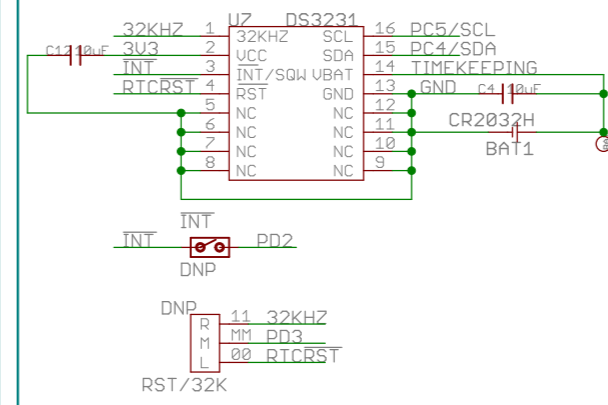 U7 DS3231
32KHZ 1 32KHZ SCL 16 PC5/SCL
C12 10uF 3V3 2 VCC SDA 15 PC4/SDA
INT 3 INT/SQW VBAT 14 TIMEKEEPING
RTCRST 4 RST GND 13 GND C4 10uF
5 NC NC 12
6 NC NC 11 CR2032H
7 NC NC 10 BAT1
8 NC NC 9
INT
INT PD2
DNP
DNP
R 11 32KHZ
M MM PD3
L 00 RTCRST
RST/32K